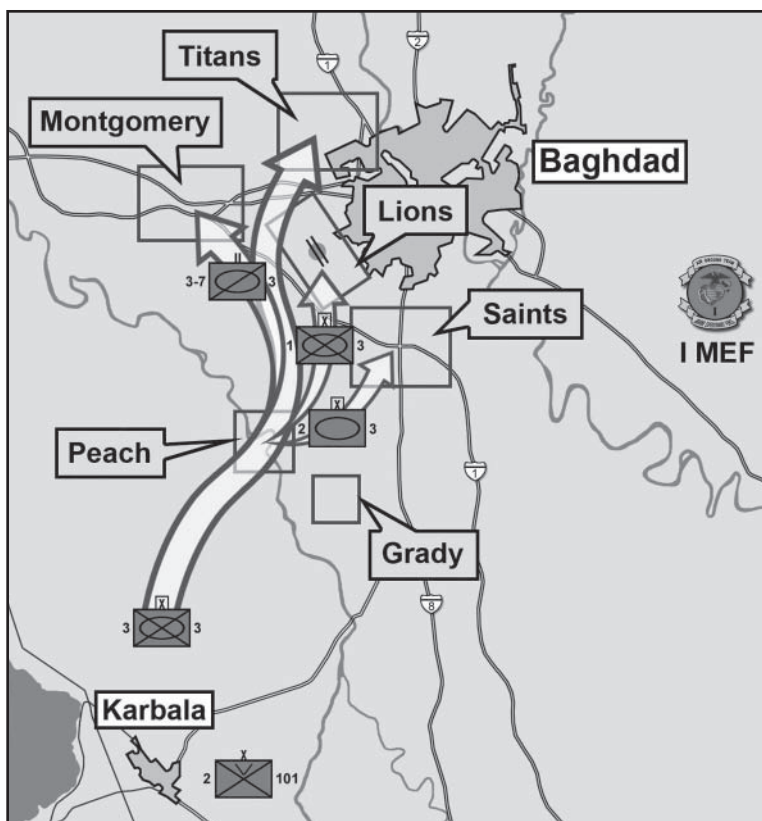 2
1
Titans
Montgomery
Baghdad
Lions
3-7
II
3
Saints
I MEF
X
1
3
X
2
3
Peach
1
Grady
8
X
3
3
Karbala
X
2
101